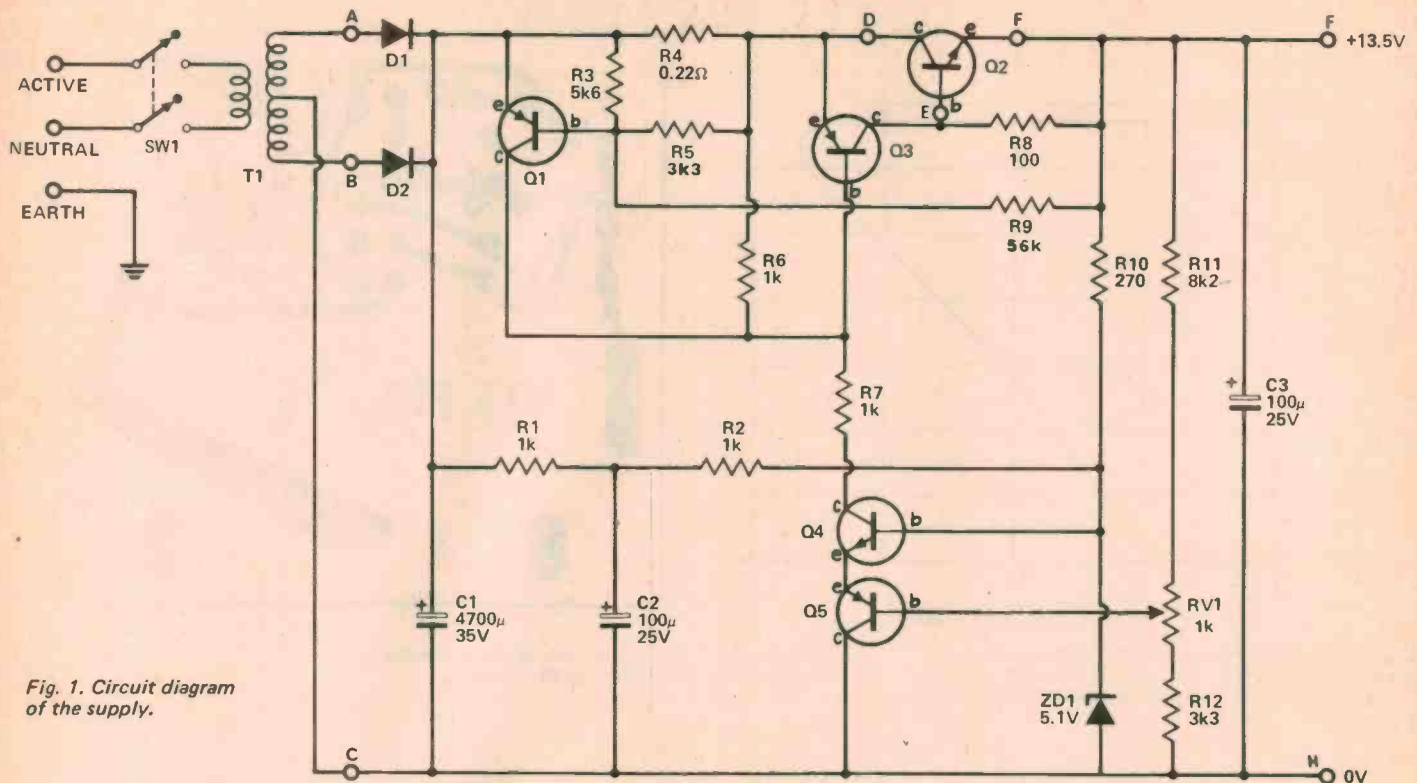 A
D1
ACTIVE
NEUTRAL
SW1
EARTH
T1
B
D2
R3
5k6
R4
0.22Ω
e
b
c
Q1
R5
3k3
R6
1k
D
c
e
F
Q2
E
b
e
c
Q3
b
R8
100
R9
56k
R10
270
R11
8k2
F
+13.5V
R7
1k
R1
1k
R2
1k
C3
100μ
25V
+
c
Q4
b
e
e
Q5
b
c
RV1
1k
+
C1
4700μ
35V
+
C2
100μ
25V
ZD1
5.1V
R12
3k3
C
N
0V
Fig. 1. Circuit diagram
of the supply.